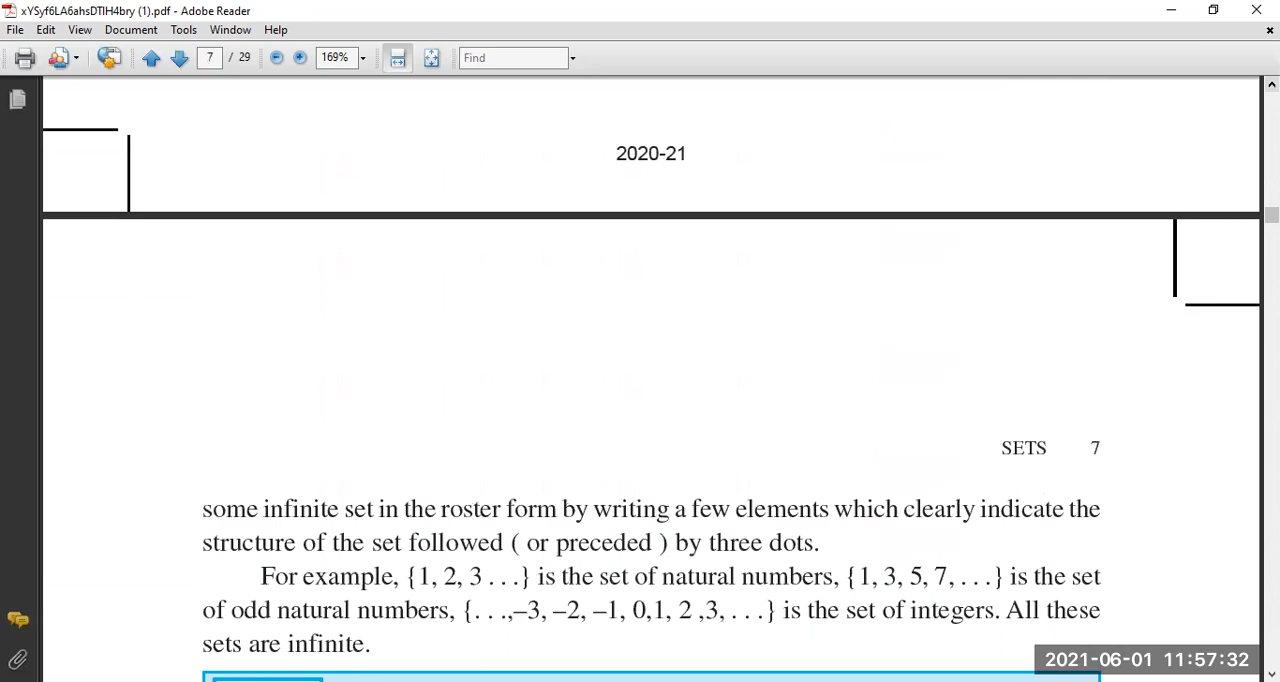 xYSyf6LA6ahsDTlH4bry (1).pdf - Adobe Reader
File Edit View Document Tools Window Help
7 / 29 169% Find
2020-21
SETS 7
some infinite set in the roster form by writing a few elements which clearly indicate the
structure of the set followed ( or preceded ) by three dots.
For example, {1, 2, 3 . . .} is the set of natural numbers, {1, 3, 5, 7, . . .} is the set
of odd natural numbers, {. . .,–3, –2, –1, 0,1, 2 ,3, . . .} is the set of integers. All these
sets are infinite.
2021-06-01 11:57:32